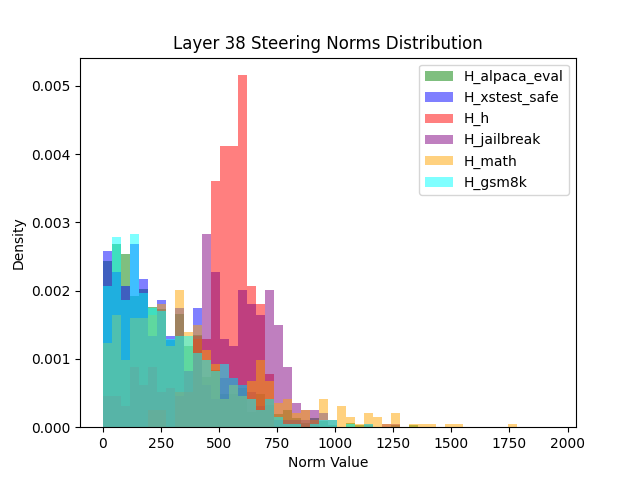 Layer 38 Steering Norms Distribution
H_alpaca_eval
H_xstest_safe
H_h
H_jailbreak
H_math
H_gsm8k
Density
0.005
0.004
0.003
0.002
0.001
0.000
0
250
500
750
1000
1250
1500
1750
2000
Norm Value